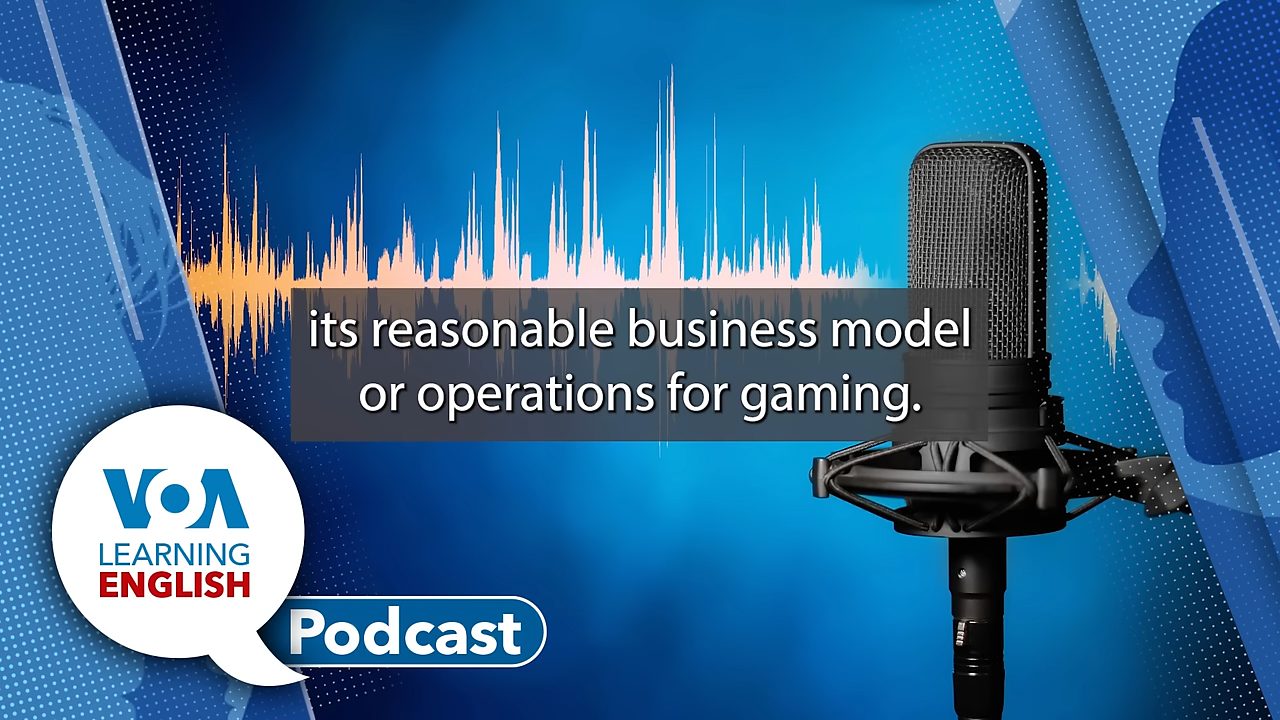 its reasonable business model
or operations for gaming.
VOA
LEARNING
ENGLISH
Podcast